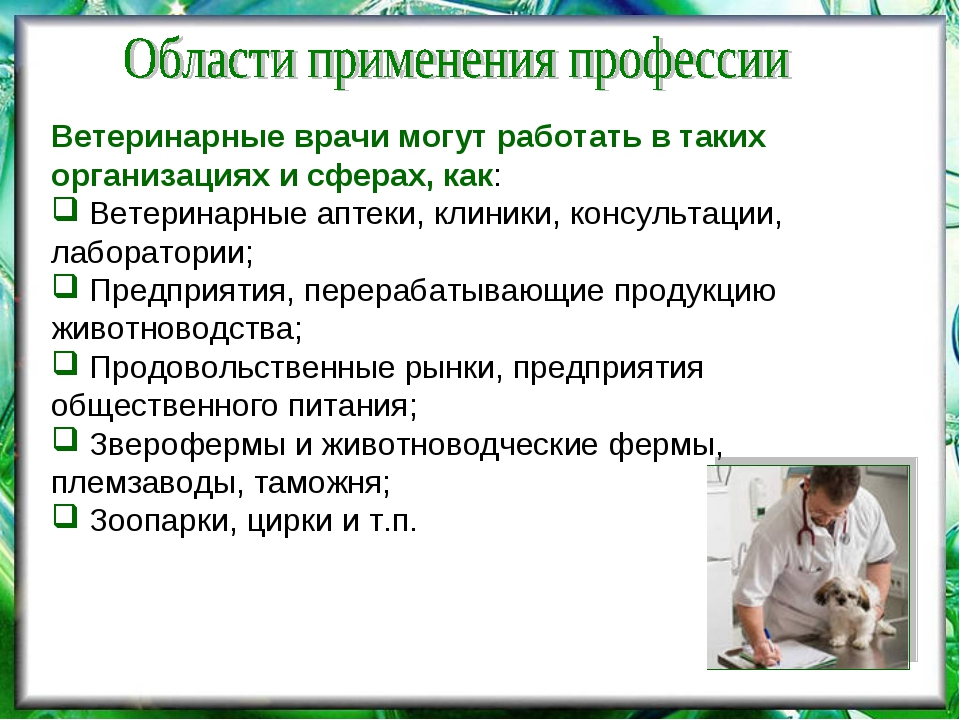 Области применения профессии
Ветеринарные врачи могут работать в таких
организациях и сферах, как:
Ветеринарные аптеки, клиники, консультации,
лаборатории;
Предприятия, перерабатывающие продукцию
животноводства;
Продовольственные рынки, предприятия
общественного питания;
Зверофермы и животноводческие фермы,
племзаводы, таможня;
Зоопарки, цирки и т.п.